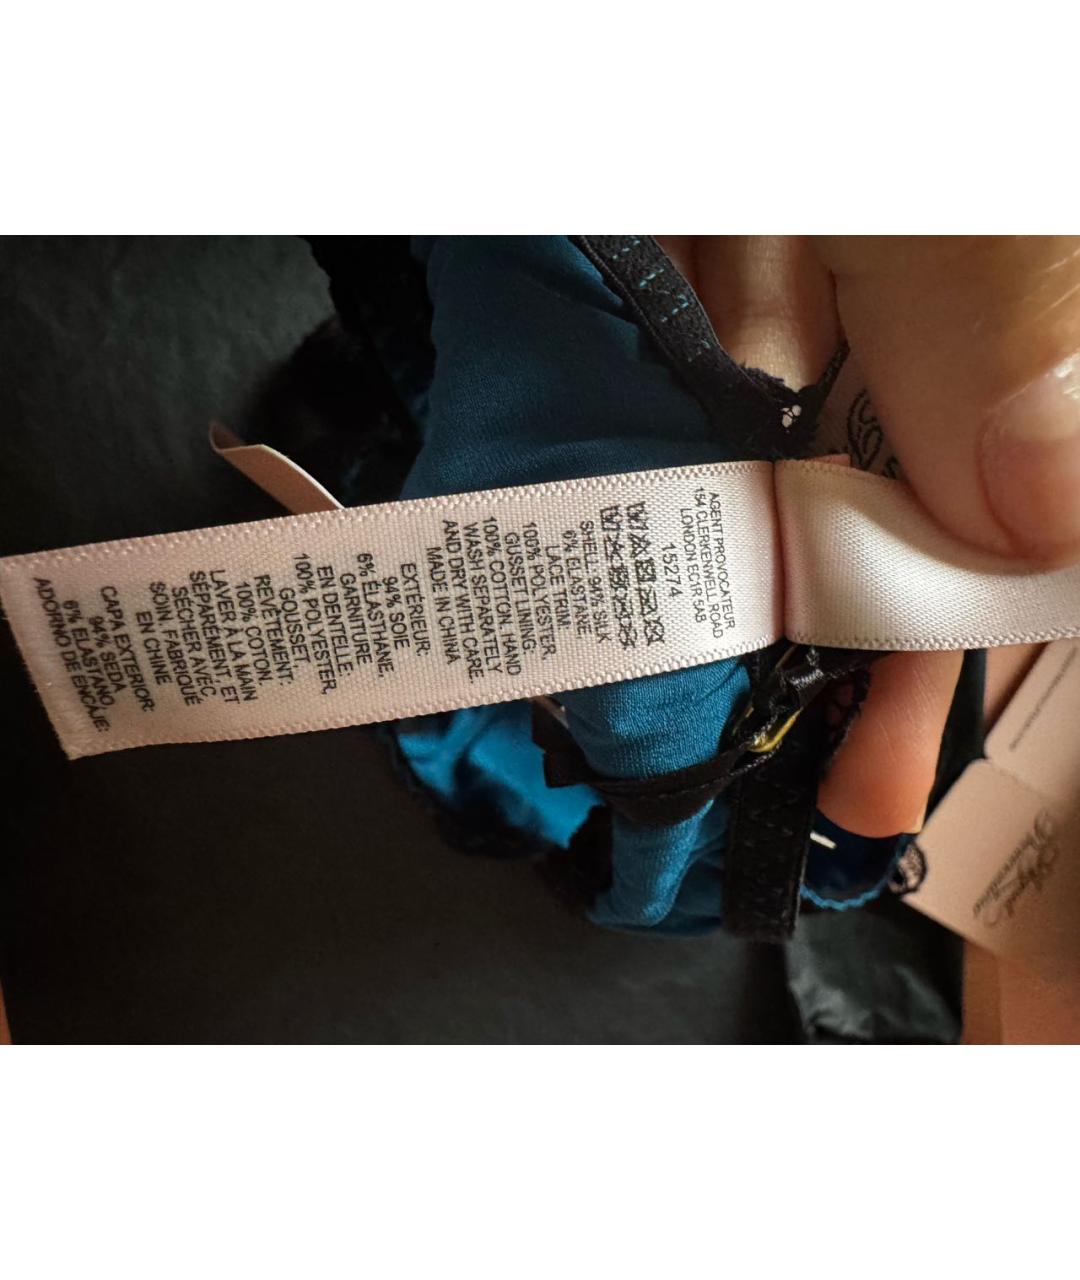 AGENT PROVOCATEUR
154 CLERKENWELL ROAD
LONDON EC1R 5AB
15274
SHELL: 94% SILK
6% ELASTANE.
LACE TRIM:
100% POLYESTER.
GUSSET LINING:
100% COTTON. HAND
WASH SEPARATELY
AND DRY WITH CARE.
MADE IN CHINA
EXTÉRIEUR:
94% SOIE
6% ÉLASTHANE.
GARNITURE
EN DENTELLE:
100% POLYESTER,
GOUSSET:
REVÊTEMENT:
100% COTON.
LAVER À LA MAIN
SÉPARÉMENT, ET
SÉCHER AVEC
SOIN. FABRIQUÉ
EN CHINE
CAPA EXTERIOR:
94% SEDA
6% ELASTANO,
ADORNO DE ENCAJE:
Agent
Provocateur